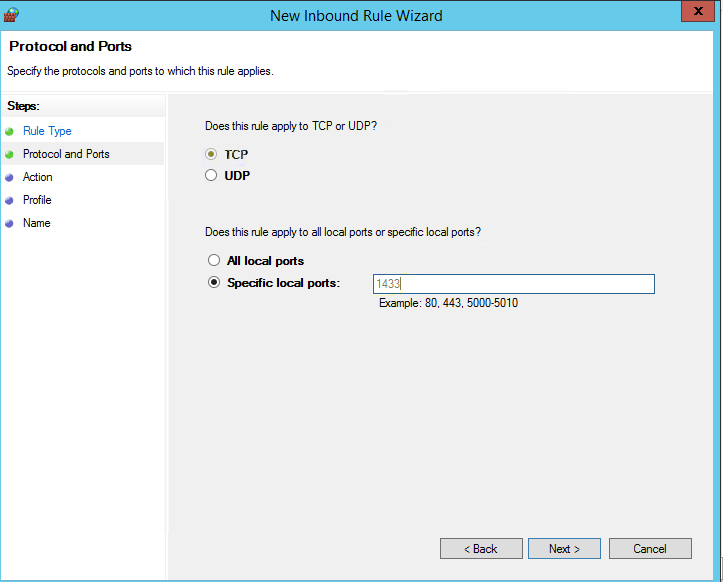 New Inbound Rule Wizard
x
Protocol and Ports
Specify the protocols and ports to which this rule applies.
Steps:
Rule Type
Protocol and Ports
Action
Profile
Name
Does this rule apply to TCP or UDP?
TCP
UDP
Does this rule apply to all local ports or specific local ports?
All local ports
Specific local ports:
1433
Example: 80, 443, 5000-5010
< Back
Next >
Cancel